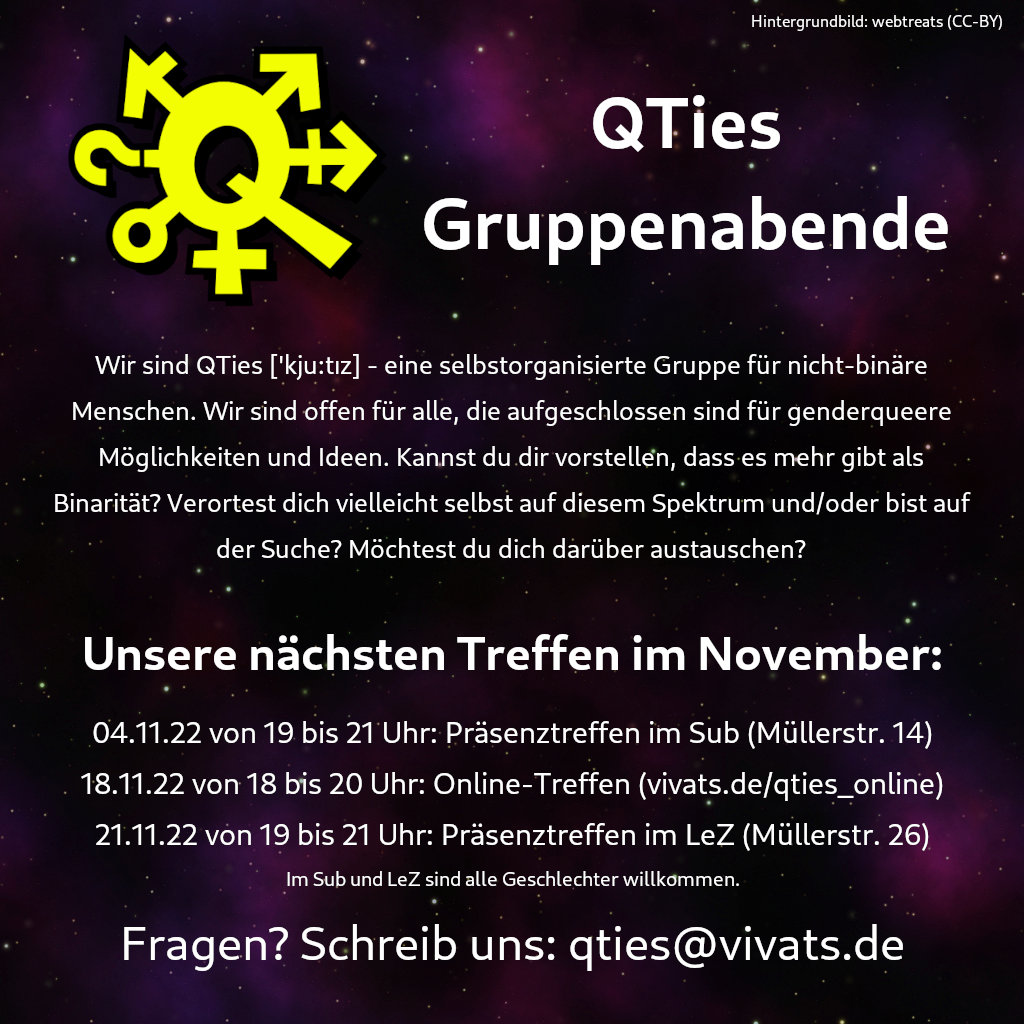 Hintergrundbild: webtreats (CC-BY)
QTies
Gruppenabende
Wir sind QTies ['kju:tɪz] - eine selbstorganisierte Gruppe für nicht-binäre
Menschen. Wir sind offen für alle, die aufgeschlossen sind für genderqueere
Möglichkeiten und Ideen. Kannst du dir vorstellen, dass es mehr gibt als
Binarität? Verortest dich vielleicht selbst auf diesem Spektrum und/oder bist auf
der Suche? Möchtest du dich darüber austauschen?
Unsere nächsten Treffen im November:
04.11.22 von 19 bis 21 Uhr: Präsenztreffen im Sub (Müllerstr. 14)
18.11.22 von 18 bis 20 Uhr: Online-Treffen (vivats.de/qties_online)
21.11.22 von 19 bis 21 Uhr: Präsenztreffen im LeZ (Müllerstr. 26)
Im Sub und LeZ sind alle Geschlechter willkommen.
Fragen? Schreib uns: qties@vivats.de